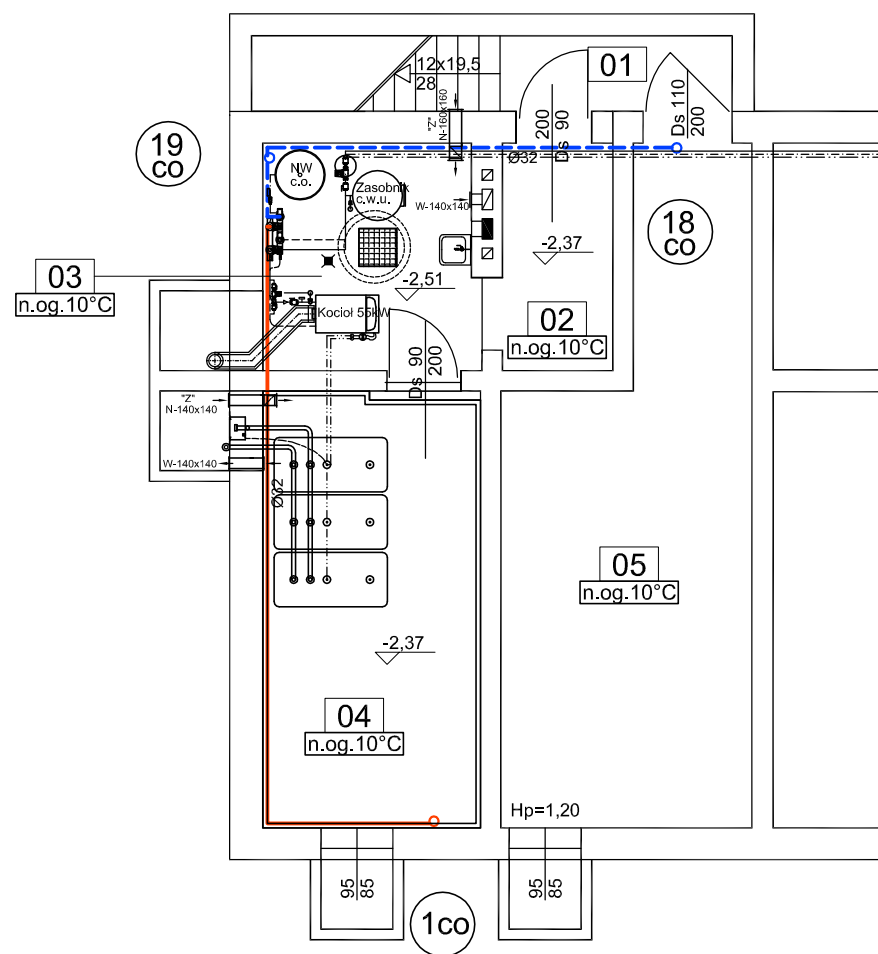 01
12x19,5
28
"Z"
N-160x160
200
90
Ds
Ds 110
200
19
co
NW
c.o.
Zasobnik
c.w.u.
Ø32
W-140x140
18
co
-2,37
03
n.og.10°C
-2,51
Kocioł 55kW
02
n.og.10°C
Ds 90
200
"Z"
N-140x140
W-140x140
Ø32
05
n.og.10°C
-2,37
04
n.og.10°C
Hp=1,20
95
85
95
85
1co